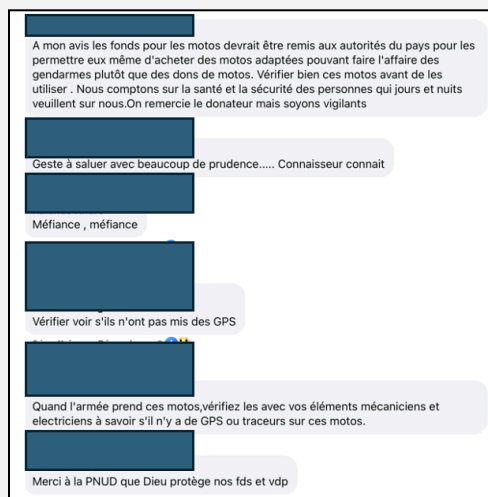 A mon avis les fonds pour les motos devrait être remis aux autorités du pays pour les
permettre eux même d'acheter des motos adaptées pouvant faire l'affaire des
gendarmes plutôt que des dons de motos. Vérifier bien ces motos avant de les
utiliser . Nous comptons sur la santé et la sécurité des personnes qui jours et nuits
veuillent sur nous.On remercie le donateur mais soyons vigilants
Geste à saluer avec beaucoup de prudence..... Connaisseur connait
Méfiance , méfiance
Vérifier voir s'ils n'ont pas mis des GPS
Quand l'armée prend ces motos,vérifiez les avec vos éléments mécaniciens et
electriciens à savoir s'il n'y a de GPS ou traceurs sur ces motos.
Merci à la PNUD que Dieu protège nos fds et vdp